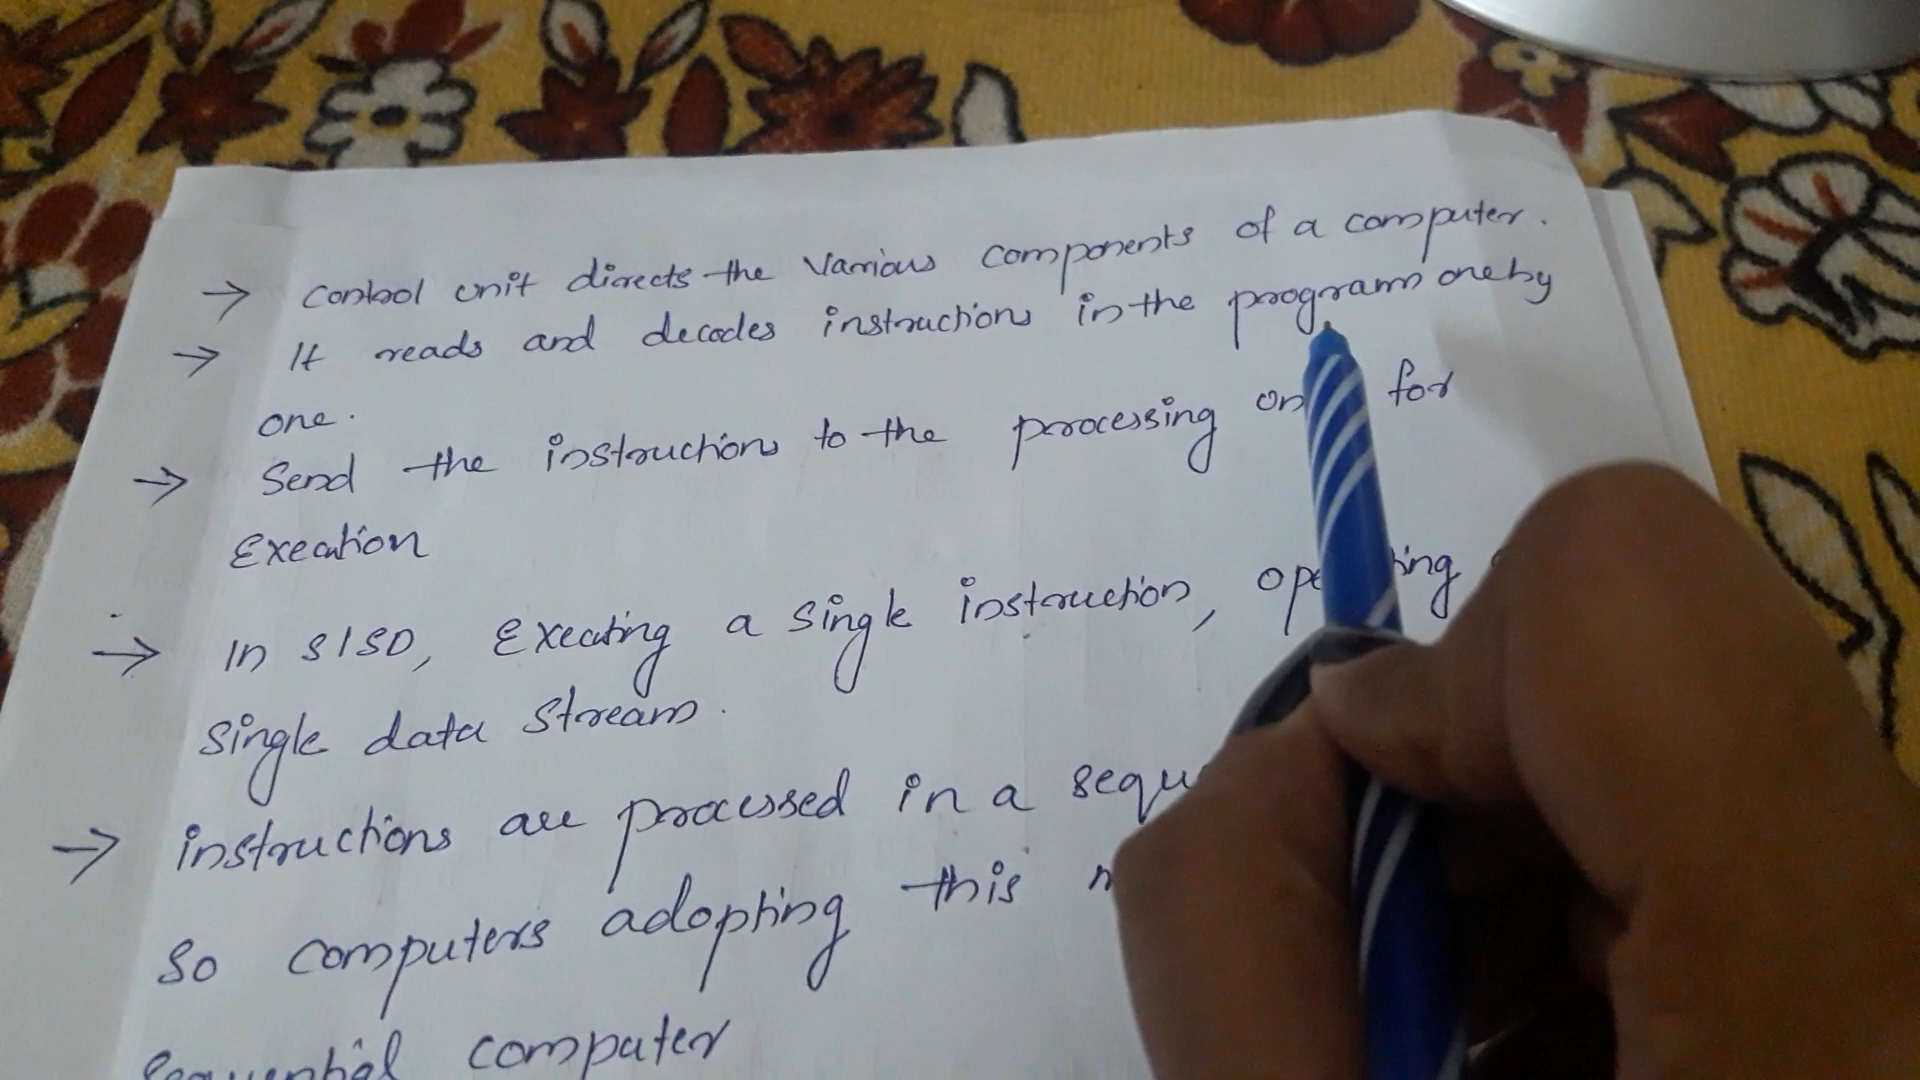 → Control unit directs the various components of a computer.
→ It reads and decodes instructions in the program one by
one.
→ Send the instructions to the processing for
Execution
→ In SISD, Executing a single instruction,
single data stream.
→ instructions are processed in a
So computers adopting this
Sequential computer